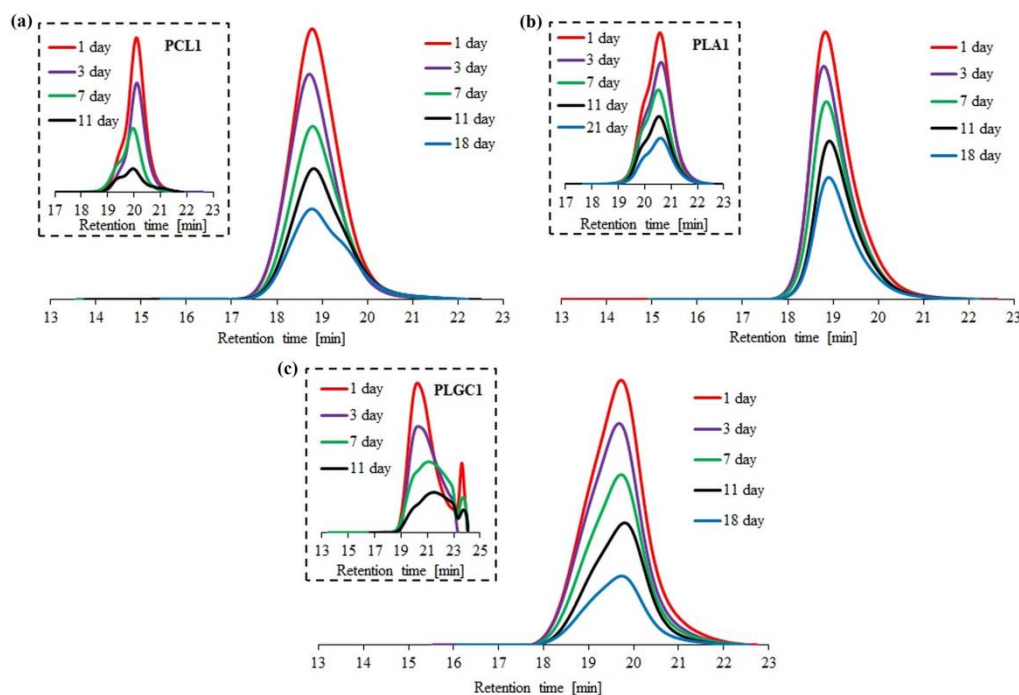 (a)
PCL1
1 day
3 day
7 day
11 day
17 18 19 20 21 22 23
Retention time [min]
1 day
3 day
7 day
11 day
18 day
13 14 15 16 17 18 19 20 21 22 23
Retention time [min]
(b)
PLA1
1 day
3 day
7 day
11 day
21 day
17 18 19 20 21 22 23
Retention time [min]
1 day
3 day
7 day
11 day
18 day
13 14 15 16 17 18 19 20 21 22 23
Retention time [min]
(c)
PLGC1
1 day
3 day
7 day
11 day
13 15 17 19 21 23 25
Retention time [min]
1 day
3 day
7 day
11 day
18 day
13 14 15 16 17 18 19 20 21 22 23
Retention time [min]